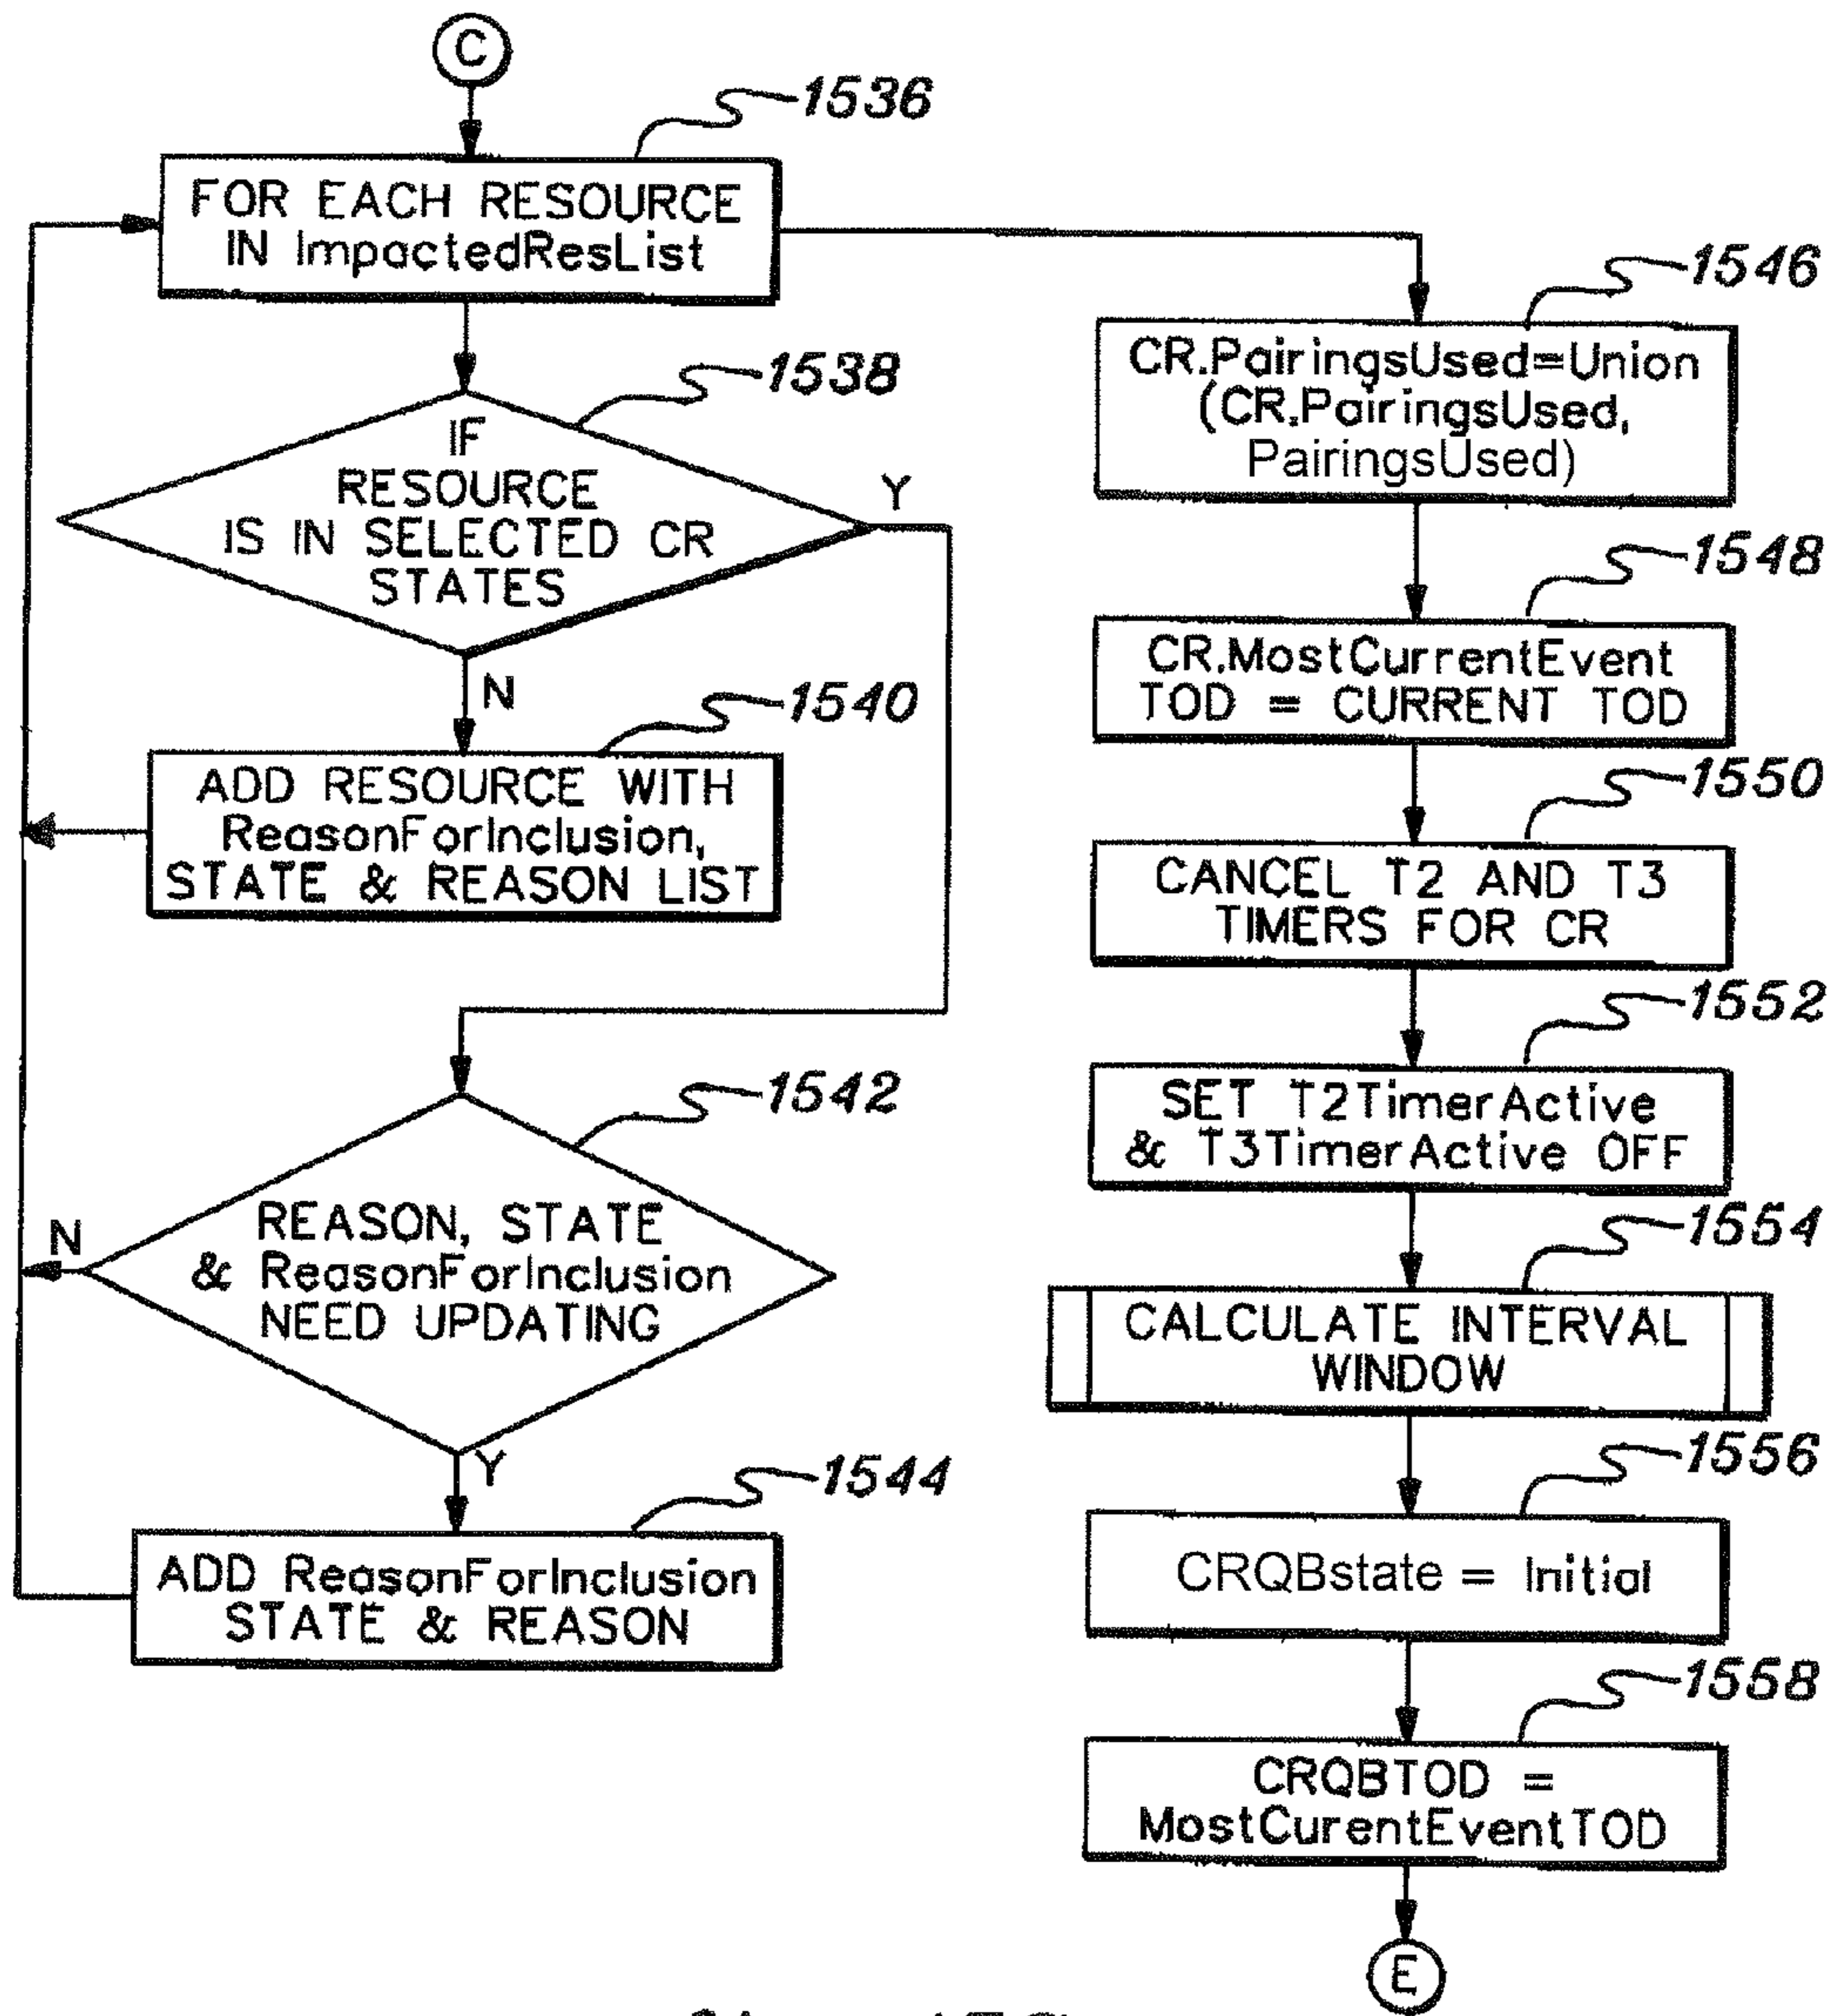 C
1536
FOR EACH RESOURCE
IN ImpactedResList
1538
IF
RESOURCE
IS IN SELECTED CR
STATES
Y
N
1540
ADD RESOURCE WITH
ReasonForInclusion,
STATE & REASON LIST
1542
REASON, STATE
& ReasonForInclusion
NEED UPDATING
N
Y
1544
ADD ReasonForInclusion
STATE & REASON
1546
CR.PairingsUsed=Union
(CR.PairingsUsed,
PairingsUsed)
1548
CR.MostCurrentEvent
TOD = CURRENT TOD
1550
CANCEL T2 AND T3
TIMERS FOR CR
1552
SET T2TimerActive
& T3TimerActive OFF
1554
CALCULATE INTERVAL
WINDOW
1556
CRQBstate = Initial
1558
CRQBTOD =
MostCurentEventTOD
E